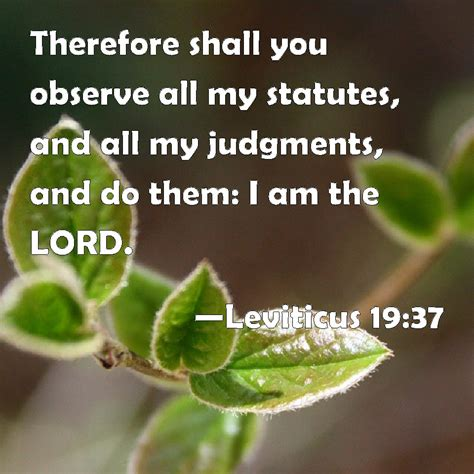 Therefore shall you
observe all my statutes,
and all my judgments,
and do them: I am the
LORD.
—Leviticus 19:37